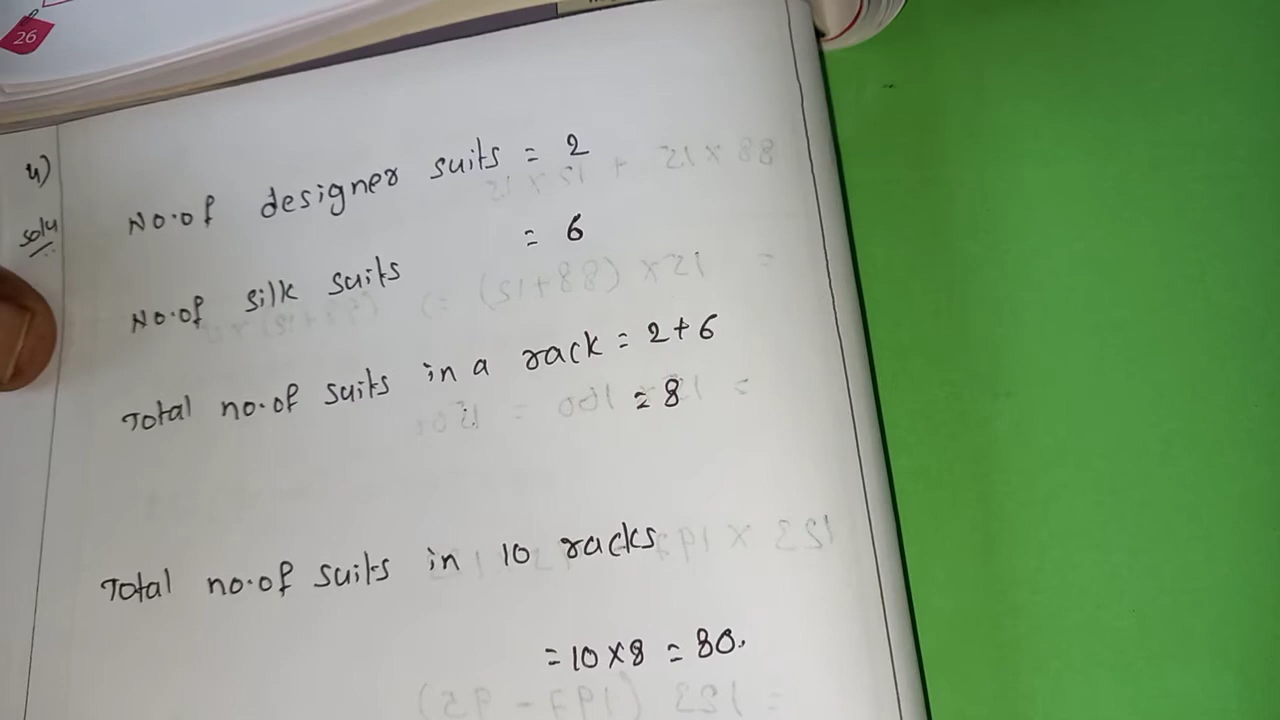 26
4)
Solu
No.of designer suits = 2
No.of silk suits = 6
Total no.of suits in a rack = 2+6
= 8
Total no.of suits in 10 racks
= 10 × 8 = 80.